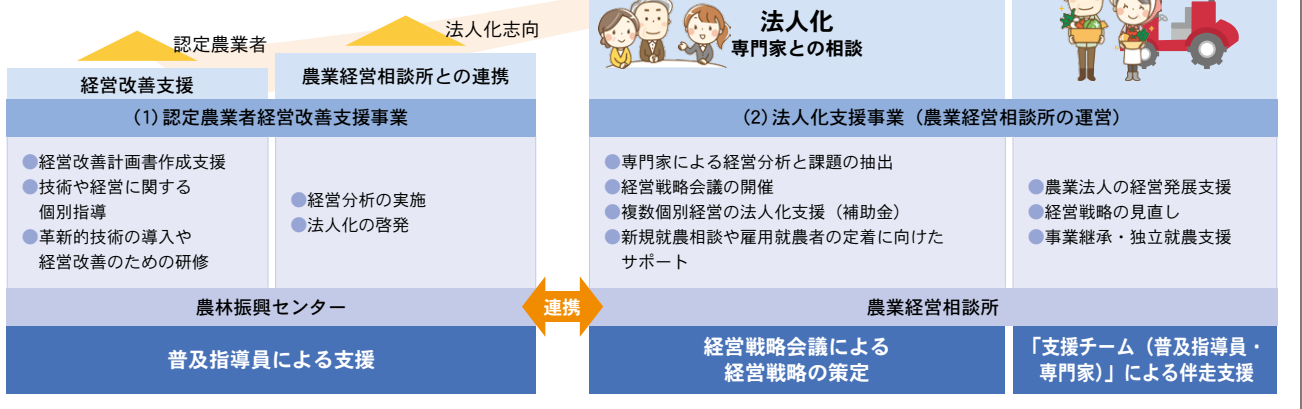 認定農業者
法人化志向
法人化
専門家との相談
経営改善支援
農業経営相談所との連携
(1)認定農業者経営改善支援事業
●経営改善計画書作成支援
●技術や経営に関する
個別指導
●革新的技術の導入や
経営改善のための研修
●経営分析の実施
●法人化の啓発
農林振興センター
普及指導員による支援
連携
(2)法人化支援事業（農業経営相談所の運営）
●専門家による経営分析と課題の抽出
●経営戦略会議の開催
●複数個別経営の法人化支援（補助金）
●新規就農相談や雇用就農者の定着に向けた
サポート
●農業法人の経営発展支援
●経営戦略の見直し
●事業継承・独立就農支援
農業経営相談所
経営戦略会議による
経営戦略の策定
「支援チーム（普及指導員・
専門家）」による伴走支援